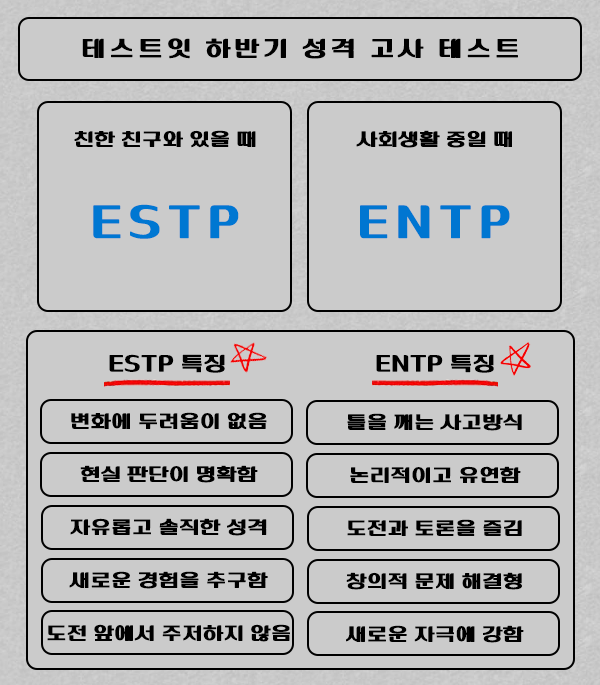 테스트잇 하반기 성격 고사 테스트
친한 친구와 있을 때
ESTP
사회생활 중일 때
ENTP
ESTP 특징
변화에 두려움이 없음
현실 판단이 명확함
자유롭고 솔직한 성격
새로운 경험을 추구함
도전 앞에서 주저하지 않음
ENTP 특징
틀을 깨는 사고방식
논리적이고 유연함
도전과 토론을 즐김
창의적 문제 해결형
새로운 자극에 강함